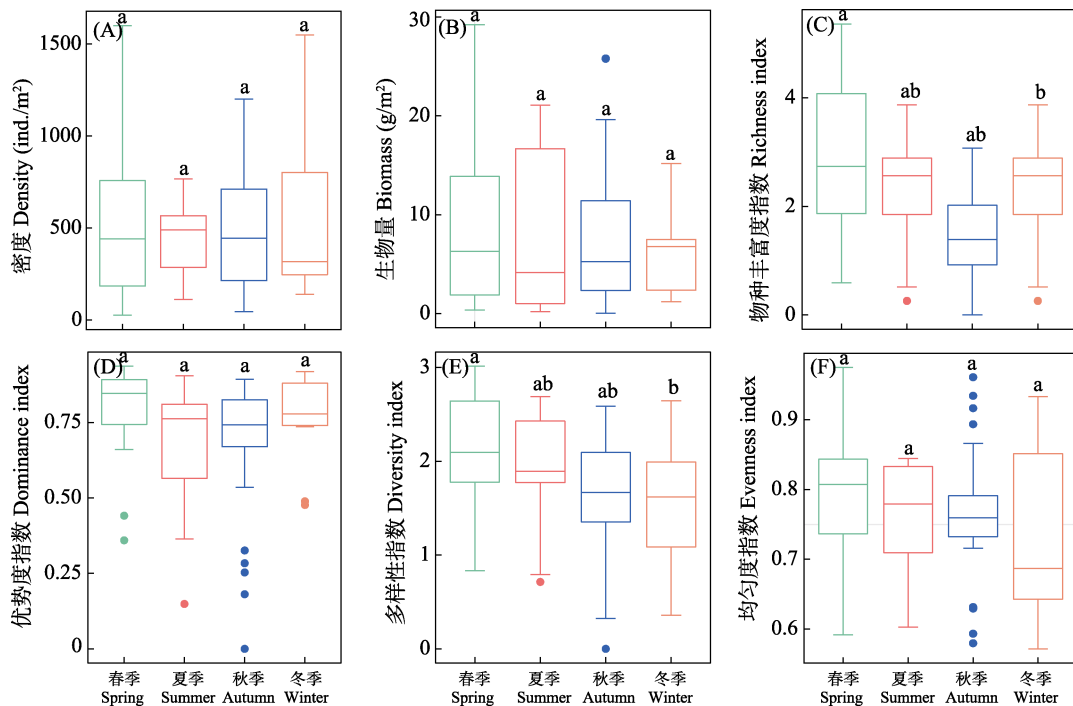 (A)
密度 Density (ind./m²)
1500
1000
500
0
a
a
a
a
(B)
生物量 Biomass (g/m²)
30
20
10
0
a
a
a
a
(C)
物种丰富度指数 Richness index
4
2
0
a
ab
ab
b
(D)
优势度指数 Dominance index
0.75
0.50
0.25
0
a
a
a
a
春季
Spring
夏季
Summer
秋季
Autumn
冬季
Winter
(E)
多样性指数 Diversity index
3
2
1
0
a
ab
ab
b
春季
Spring
夏季
Summer
秋季
Autumn
冬季
Winter
(F)
均匀度指数 Evenness index
0.9
0.8
0.7
0.6
a
a
a
a
春季
Spring
夏季
Summer
秋季
Autumn
冬季
Winter